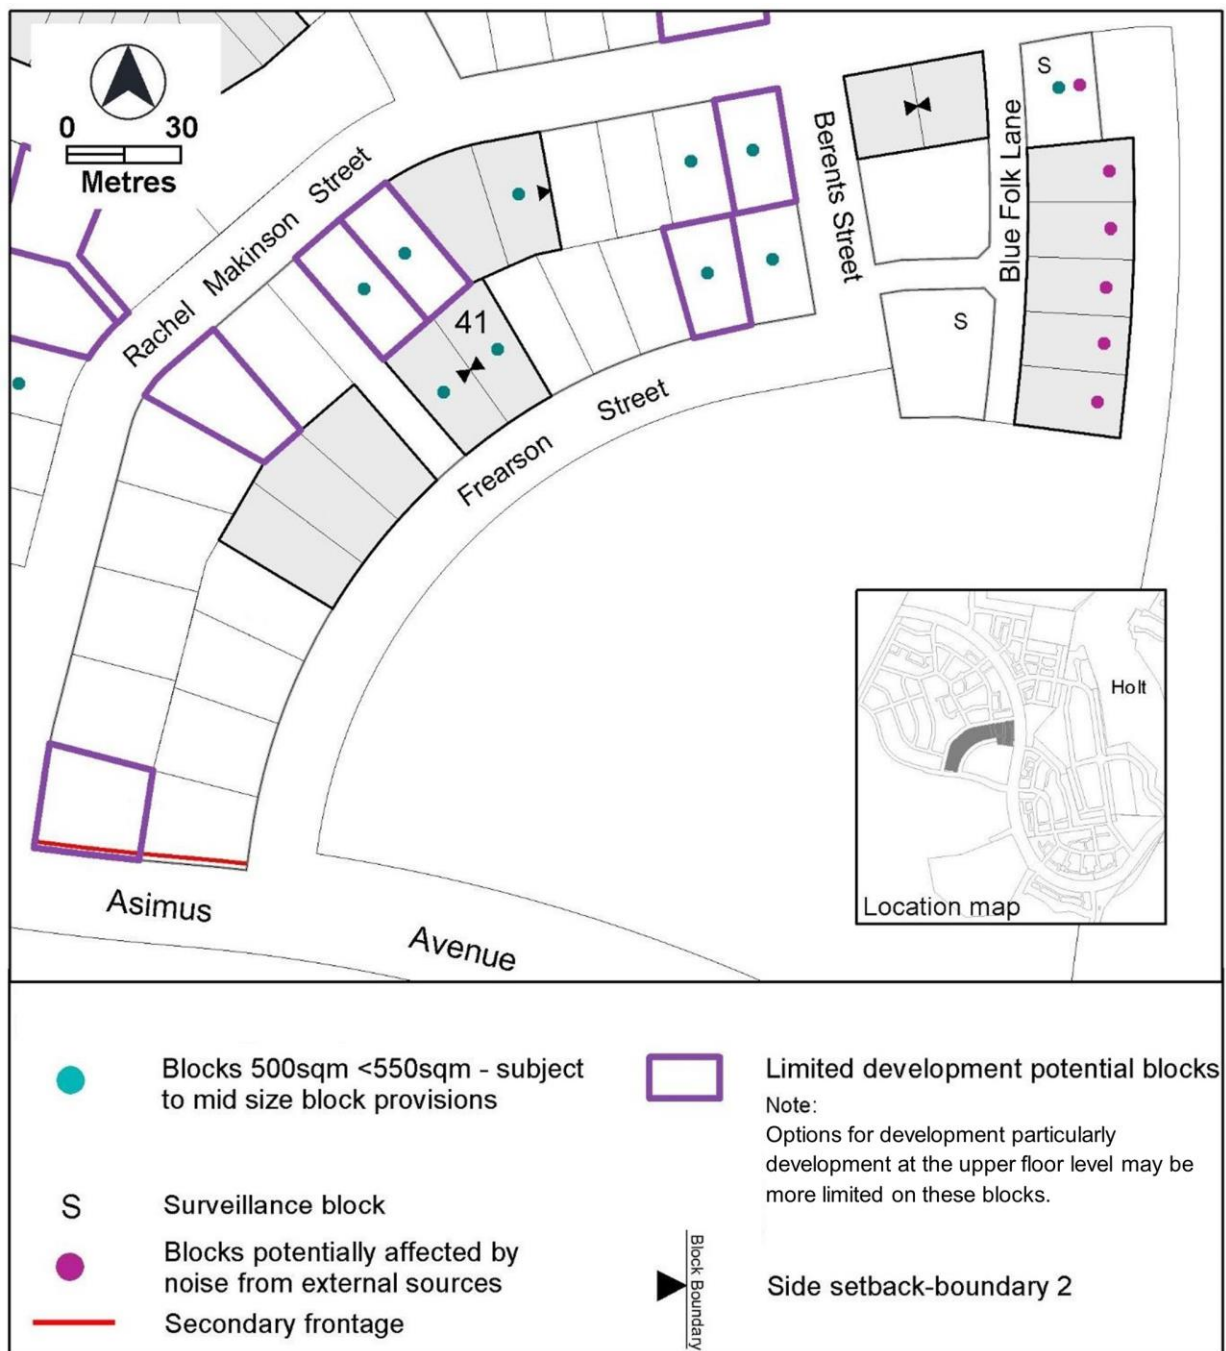 0 30
Metres
Rachel Makinson Street
41
Frearson Street
Berents Street
Blue Folk Lane
S
S
Holt
Location map
Asimus
Avenue
Blocks 500sqm <550sqm - subject
to mid size block provisions
S Surveillance block
Blocks potentially affected by
noise from external sources
Secondary frontage
Limited development potential blocks
Note:
Options for development particularly
development at the upper floor level may be
more limited on these blocks.
Block Boundary
Side setback-boundary 2